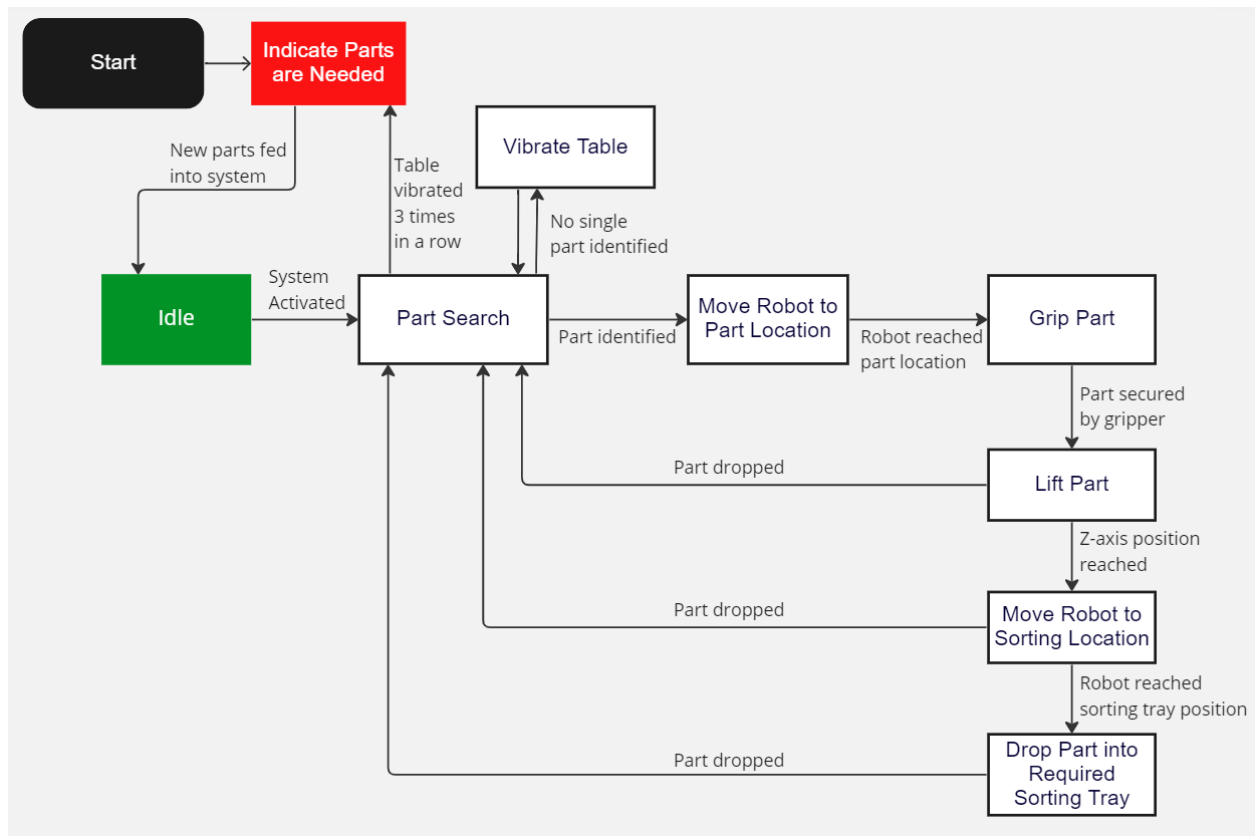 Start
Indicate Parts
are Needed
New parts fed
into system
Table
vibrated
3 times
in a row
Vibrate Table
No single
part identified
Idle
System
Activated
Part Search
Part identified
Move Robot to
Part Location
Robot reached
part location
Grip Part
Part secured
by gripper
Part dropped
Lift Part
Z-axis position
reached
Part dropped
Move Robot to
Sorting Location
Robot reached
sorting tray position
Part dropped
Drop Part into
Required
Sorting Tray